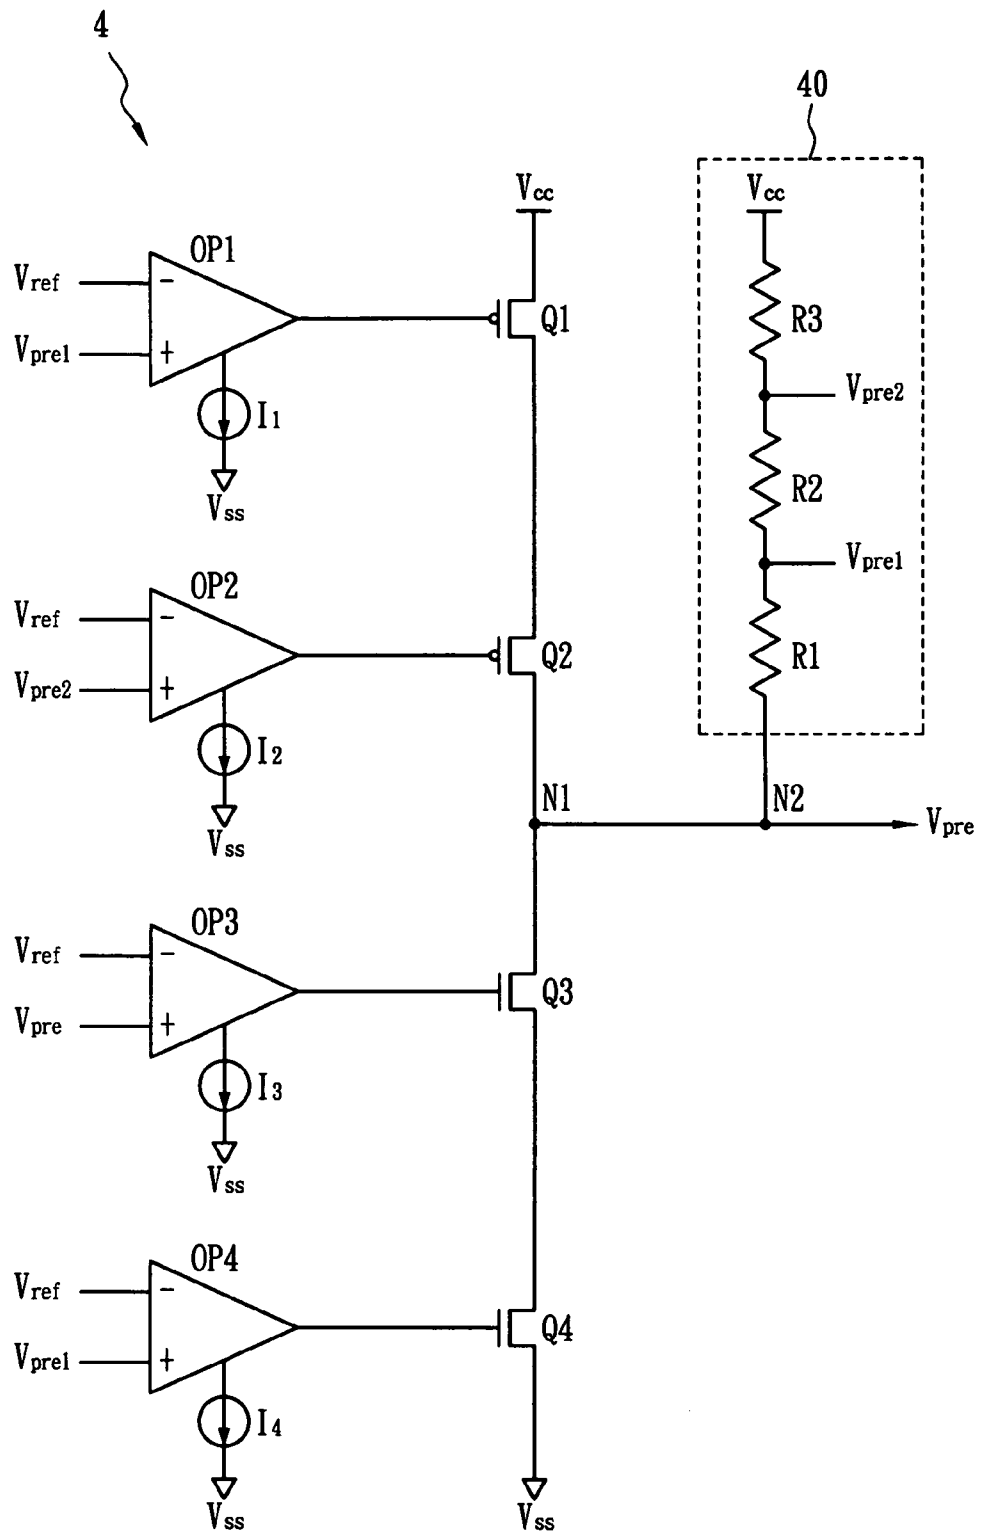 4
40
Vcc
Vcc
OP1
Vref
−
Vpre1
+
Q1
R3
I1
Vss
Vpre2
R2
Vpre1
OP2
Vref
−
Vpre2
+
Q2
R1
I2
Vss
N1
N2
Vpre
OP3
Vref
−
Vpre
+
Q3
I3
Vss
OP4
Vref
−
Vpre1
+
Q4
I4
Vss
Vss